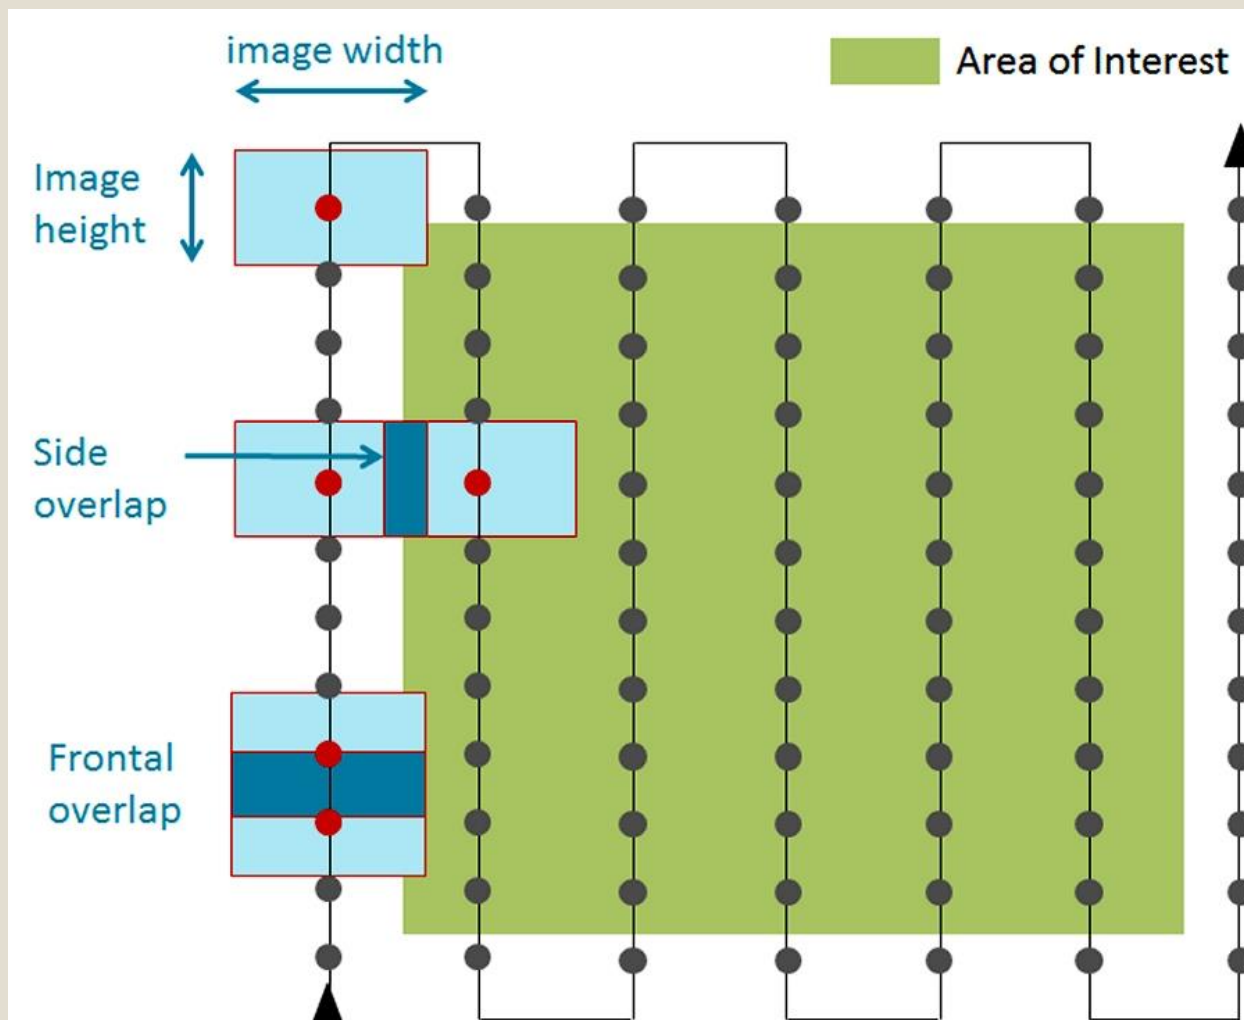 image width
Area of Interest
Image
height
Side
overlap
Frontal
overlap